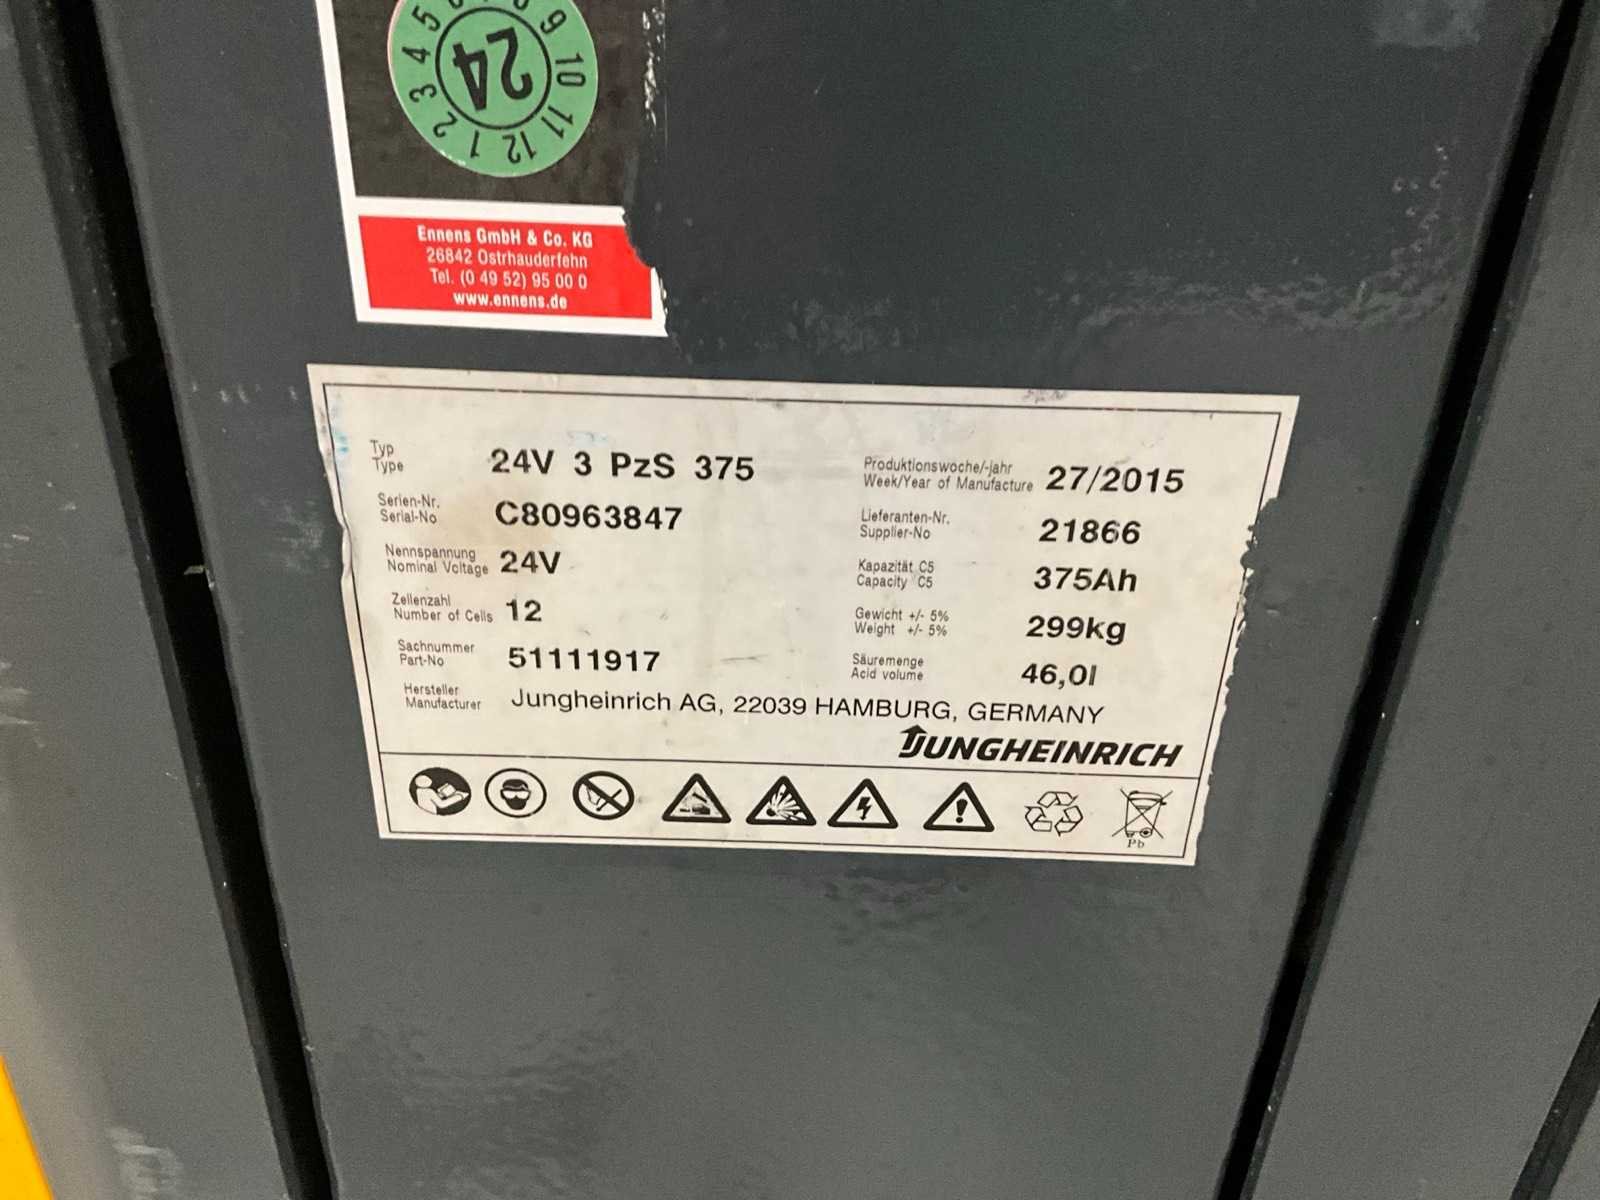 5 6 7 8 9
4 24 10
3 11
2 1 12
Ennens GmbH & Co. KG
26842 Ostrhauderfehn
Tel. (0 49 52) 95 00 0
www.ennens.de
Typ
Type 24V 3 PzS 375
Serien-Nr.
Serial-No C80963847
Nennspannung
Nominal Voltage 24V
Zellenzahl
Number of Cells 12
Sachnummer
Part-No 51111917
Hersteller
Manufacturer Jungheinrich AG, 22039 HAMBURG, GERMANY
Produktionswoche/-jahr
Week/Year of Manufacture 27/2015
Lieferanten-Nr.
Supplier-No 21866
Kapazität C5
Capacity C5 375Ah
Gewicht +/- 5%
Weight +/- 5% 299kg
Säuremenge
Acid volume 46,0l
JUNGHEINRICH
Pb